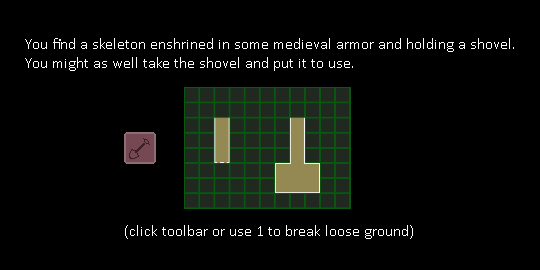 You find a skeleton enshrined in some medieval armor and holding a shovel.
You might as well take the shovel and put it to use.
(click toolbar or use 1 to break loose ground)